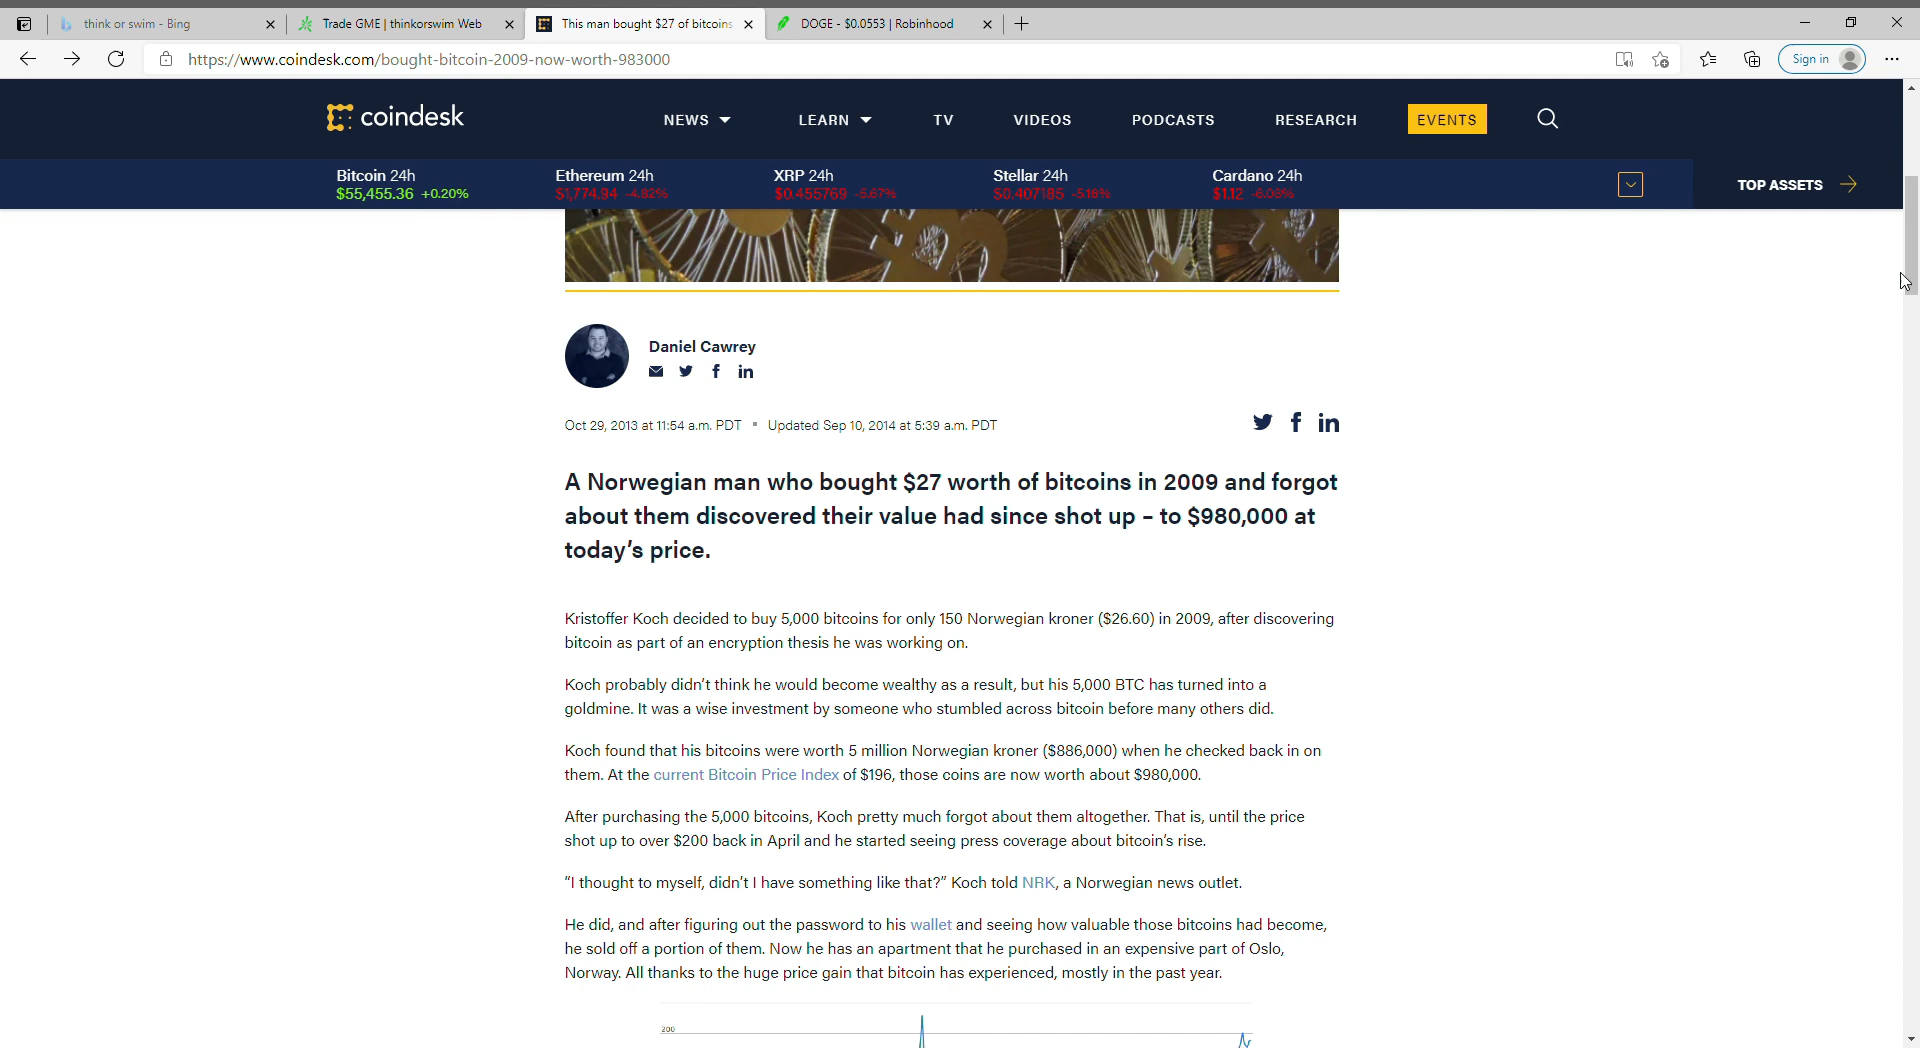 think or swim - Bing
Trade GME | thinkorswim Web
This man bought $27 of bitcoins
DOGE - $0.0553 | Robinhood
https://www.coindesk.com/bought-bitcoin-2009-now-worth-983000
Sign in
coindesk
NEWS
LEARN
TV
VIDEOS
PODCASTS
RESEARCH
EVENTS
Bitcoin 24h
$55,455.36 +0.20%
Ethereum 24h
$1,774.94 -4.82%
XRP 24h
$0.455769 -5.67%
Stellar 24h
$0.407185 -5.16%
Cardano 24h
$1.12 -6.08%
TOP ASSETS
Daniel Cawrey
Oct 29, 2013 at 11:54 a.m. PDT • Updated Sep 10, 2014 at 5:39 a.m. PDT
A Norwegian man who bought $27 worth of bitcoins in 2009 and forgot
about them discovered their value had since shot up – to $980,000 at
today's price.
Kristoffer Koch decided to buy 5,000 bitcoins for only 150 Norwegian kroner ($26.60) in 2009, after discovering
bitcoin as part of an encryption thesis he was working on.
Koch probably didn't think he would become wealthy as a result, but his 5,000 BTC has turned into a
goldmine. It was a wise investment by someone who stumbled across bitcoin before many others did.
Koch found that his bitcoins were worth 5 million Norwegian kroner ($886,000) when he checked back in on
them. At the current Bitcoin Price Index of $196, those coins are now worth about $980,000.
After purchasing the 5,000 bitcoins, Koch pretty much forgot about them altogether. That is, until the price
shot up to over $200 back in April and he started seeing press coverage about bitcoin's rise.
"I thought to myself, didn't I have something like that?" Koch told NRK, a Norwegian news outlet.
He did, and after figuring out the password to his wallet and seeing how valuable those bitcoins had become,
he sold off a portion of them. Now he has an apartment that he purchased in an expensive part of Oslo,
Norway. All thanks to the huge price gain that bitcoin has experienced, mostly in the past year.
200